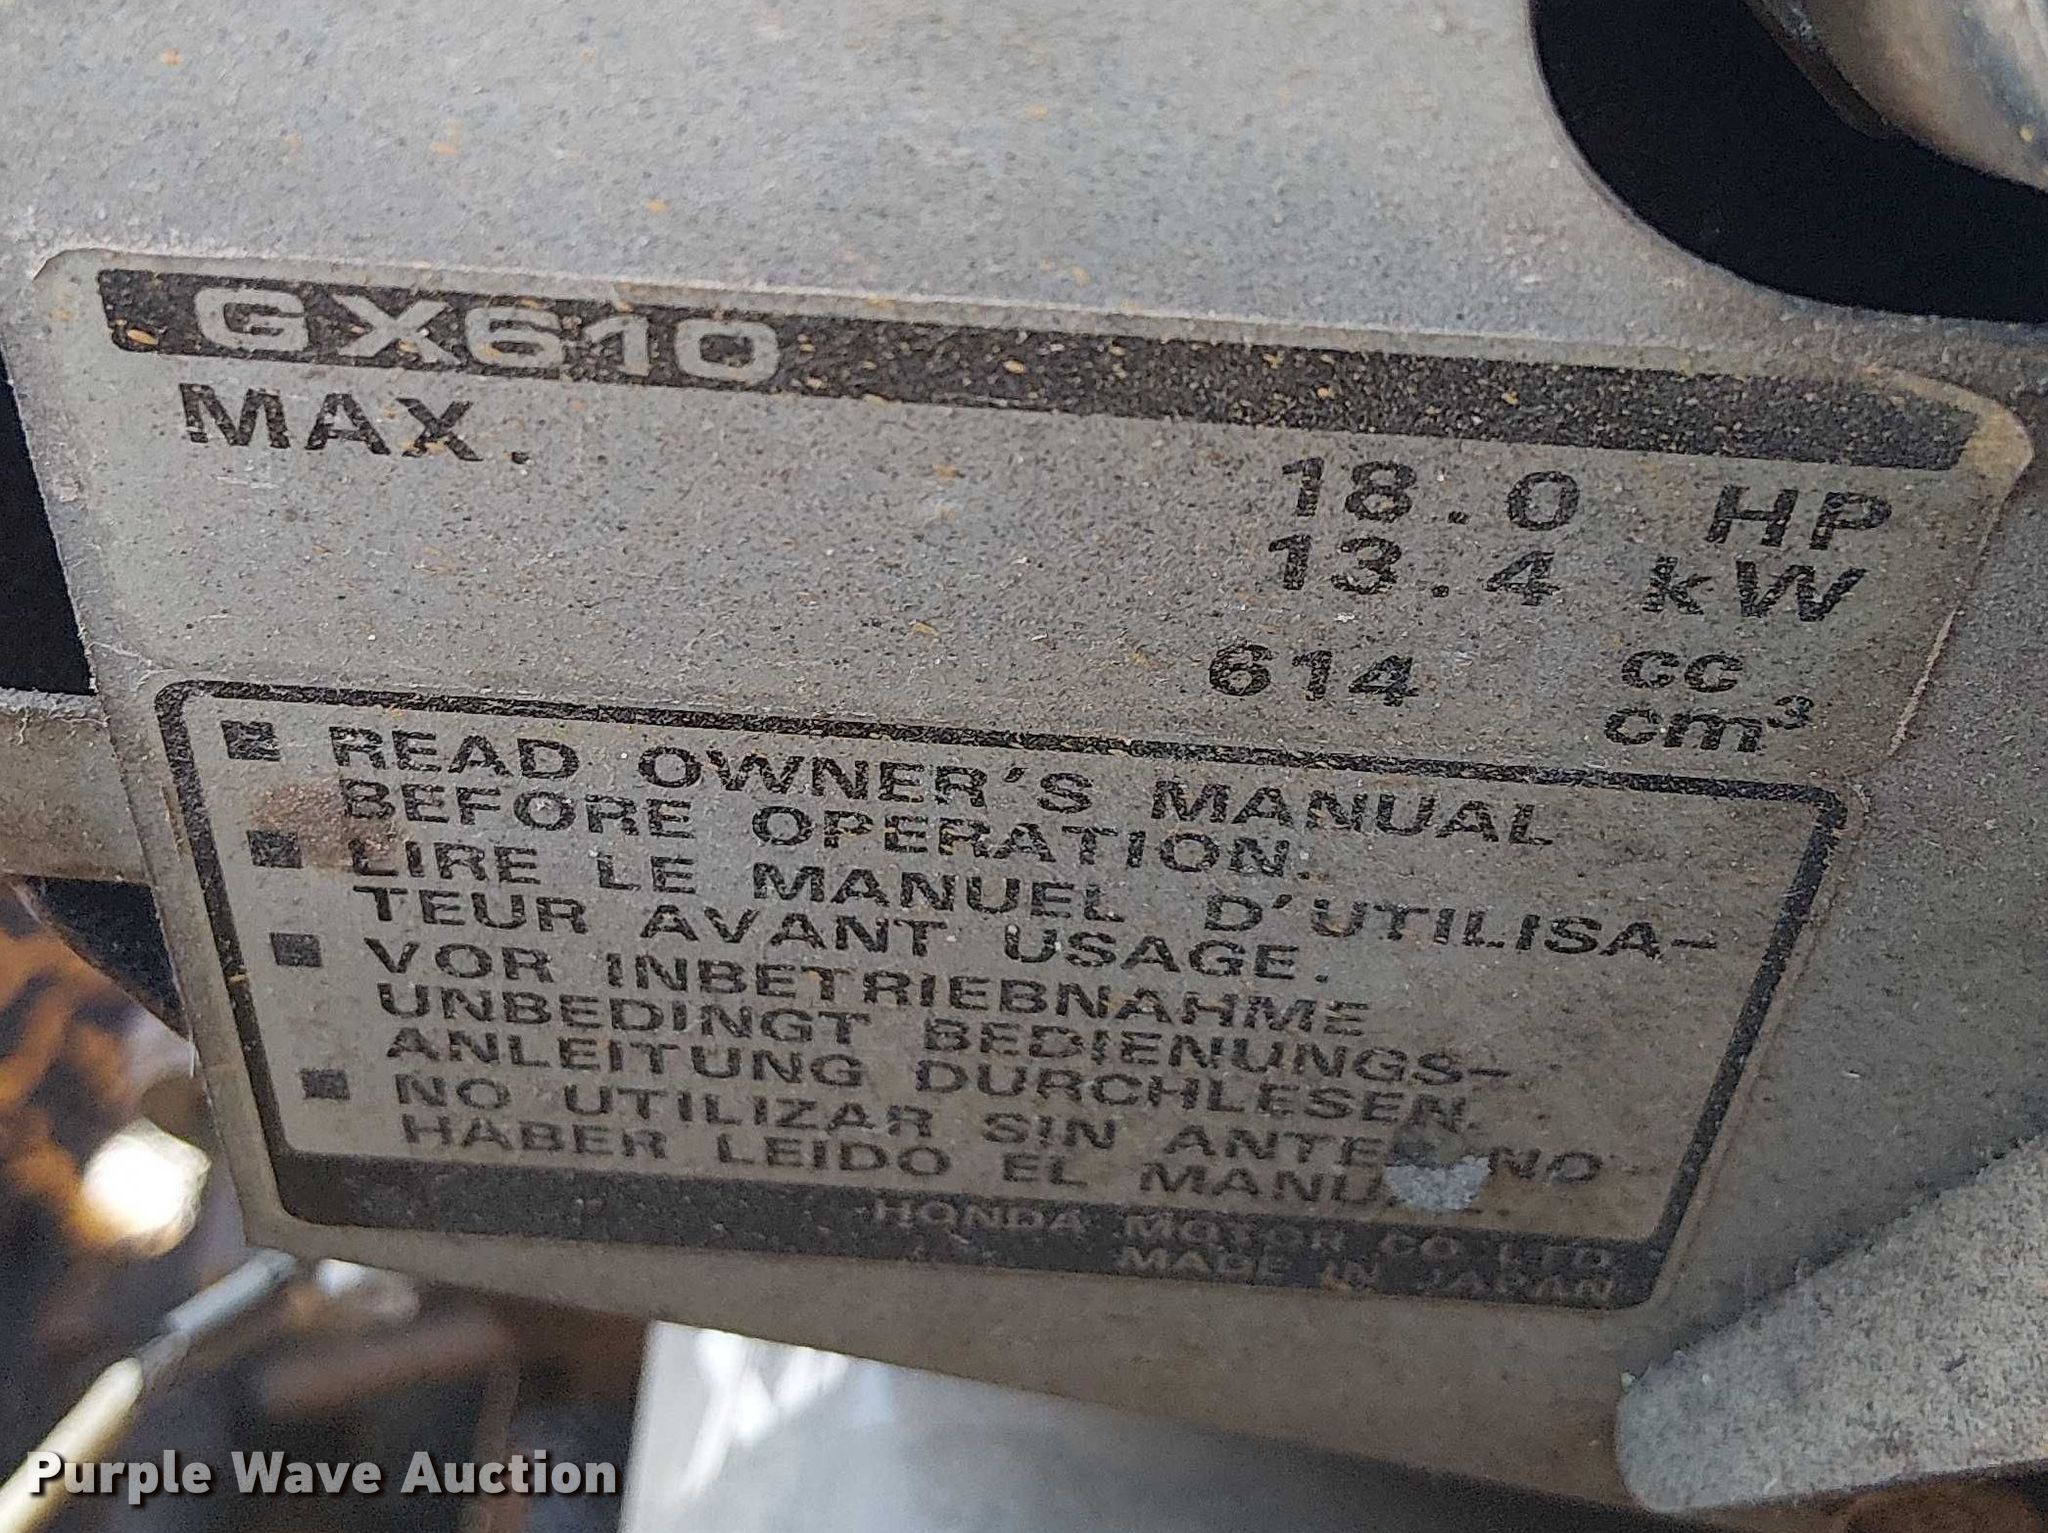 GX610
MAX.
18.0 HP
13.4 kW
614 cc
cm³
■ READ OWNER'S MANUAL
BEFORE OPERATION.
■ LIRE LE MANUEL D'UTILISA-
TEUR AVANT USAGE.
■ VOR INBETRIEBNAHME
UNBEDINGT BEDIENUNGS-
ANLEITUNG DURCHLESEN.
■ NO UTILIZAR SIN ANTES NO
HABER LEIDO EL MANUAL.
HONDA MOTOR CO., LTD.
MADE IN JAPAN
Purple Wave Auction